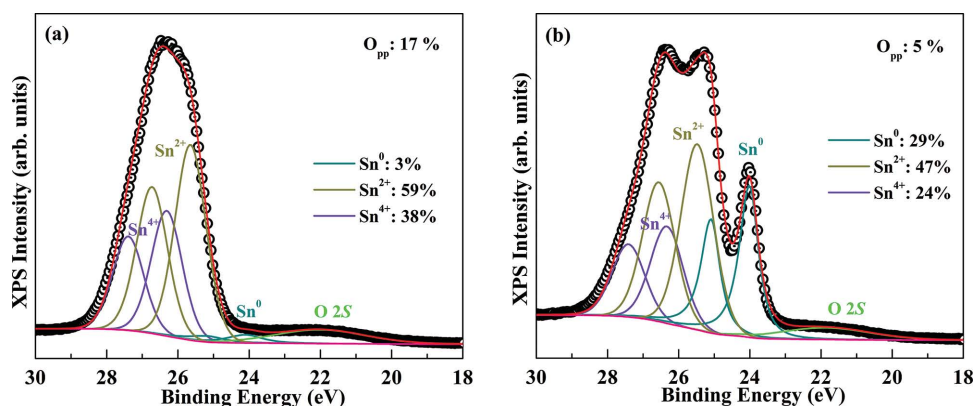 (a)
O_pp: 17 %
Sn²⁺
Sn⁰: 3%
Sn²⁺: 59%
Sn⁴⁺: 38%
Sn⁴⁺
Sn⁰
O 2S
XPS Intensity (arb. units)
30 28 26 24 22 20 18
Binding Energy (eV)
(b)
O_pp: 5 %
Sn²⁺
Sn⁰
Sn⁰: 29%
Sn²⁺: 47%
Sn⁴⁺: 24%
Sn⁴⁺
O 2S
XPS Intensity (arb. units)
30 28 26 24 22 20 18
Binding Energy (eV)